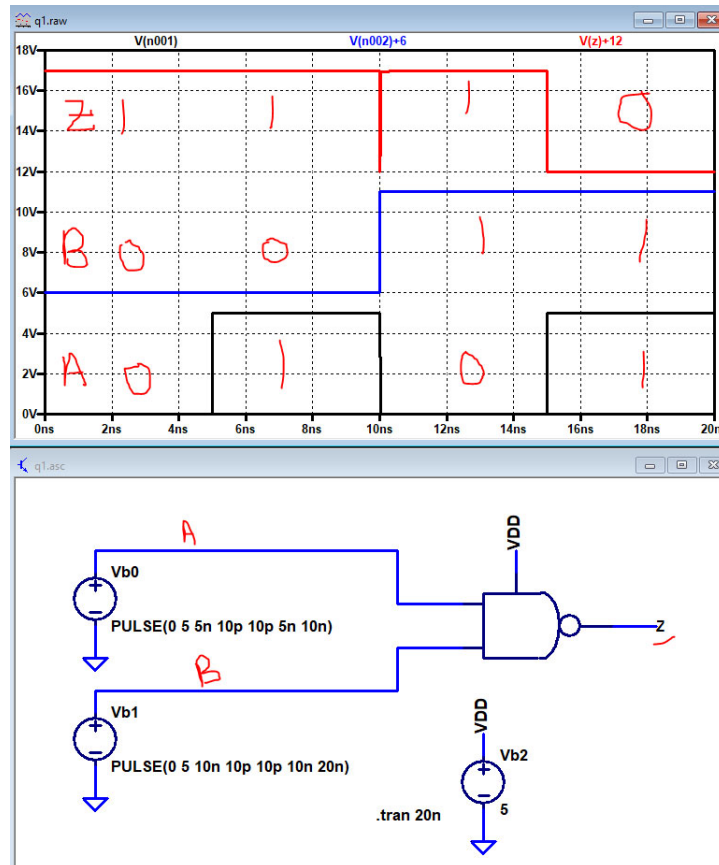 q1.raw
V(n001) V(n002)+6 V(z)+12
18V
16V
Z 1 1 1 0
14V
12V
10V
B 0 0 1 1
8V
6V
4V
A 0 1 0 1
2V
0V
0ns 2ns 4ns 6ns 8ns 10ns 12ns 14ns 16ns 18ns 20n
q1.asc
A
VDD
Vb0
PULSE(0 5 5n 10p 10p 5n 10n)
Z
B
Vb1
VDD
Vb2
PULSE(0 5 10n 10p 10p 10n 20n)
.tran 20n
5